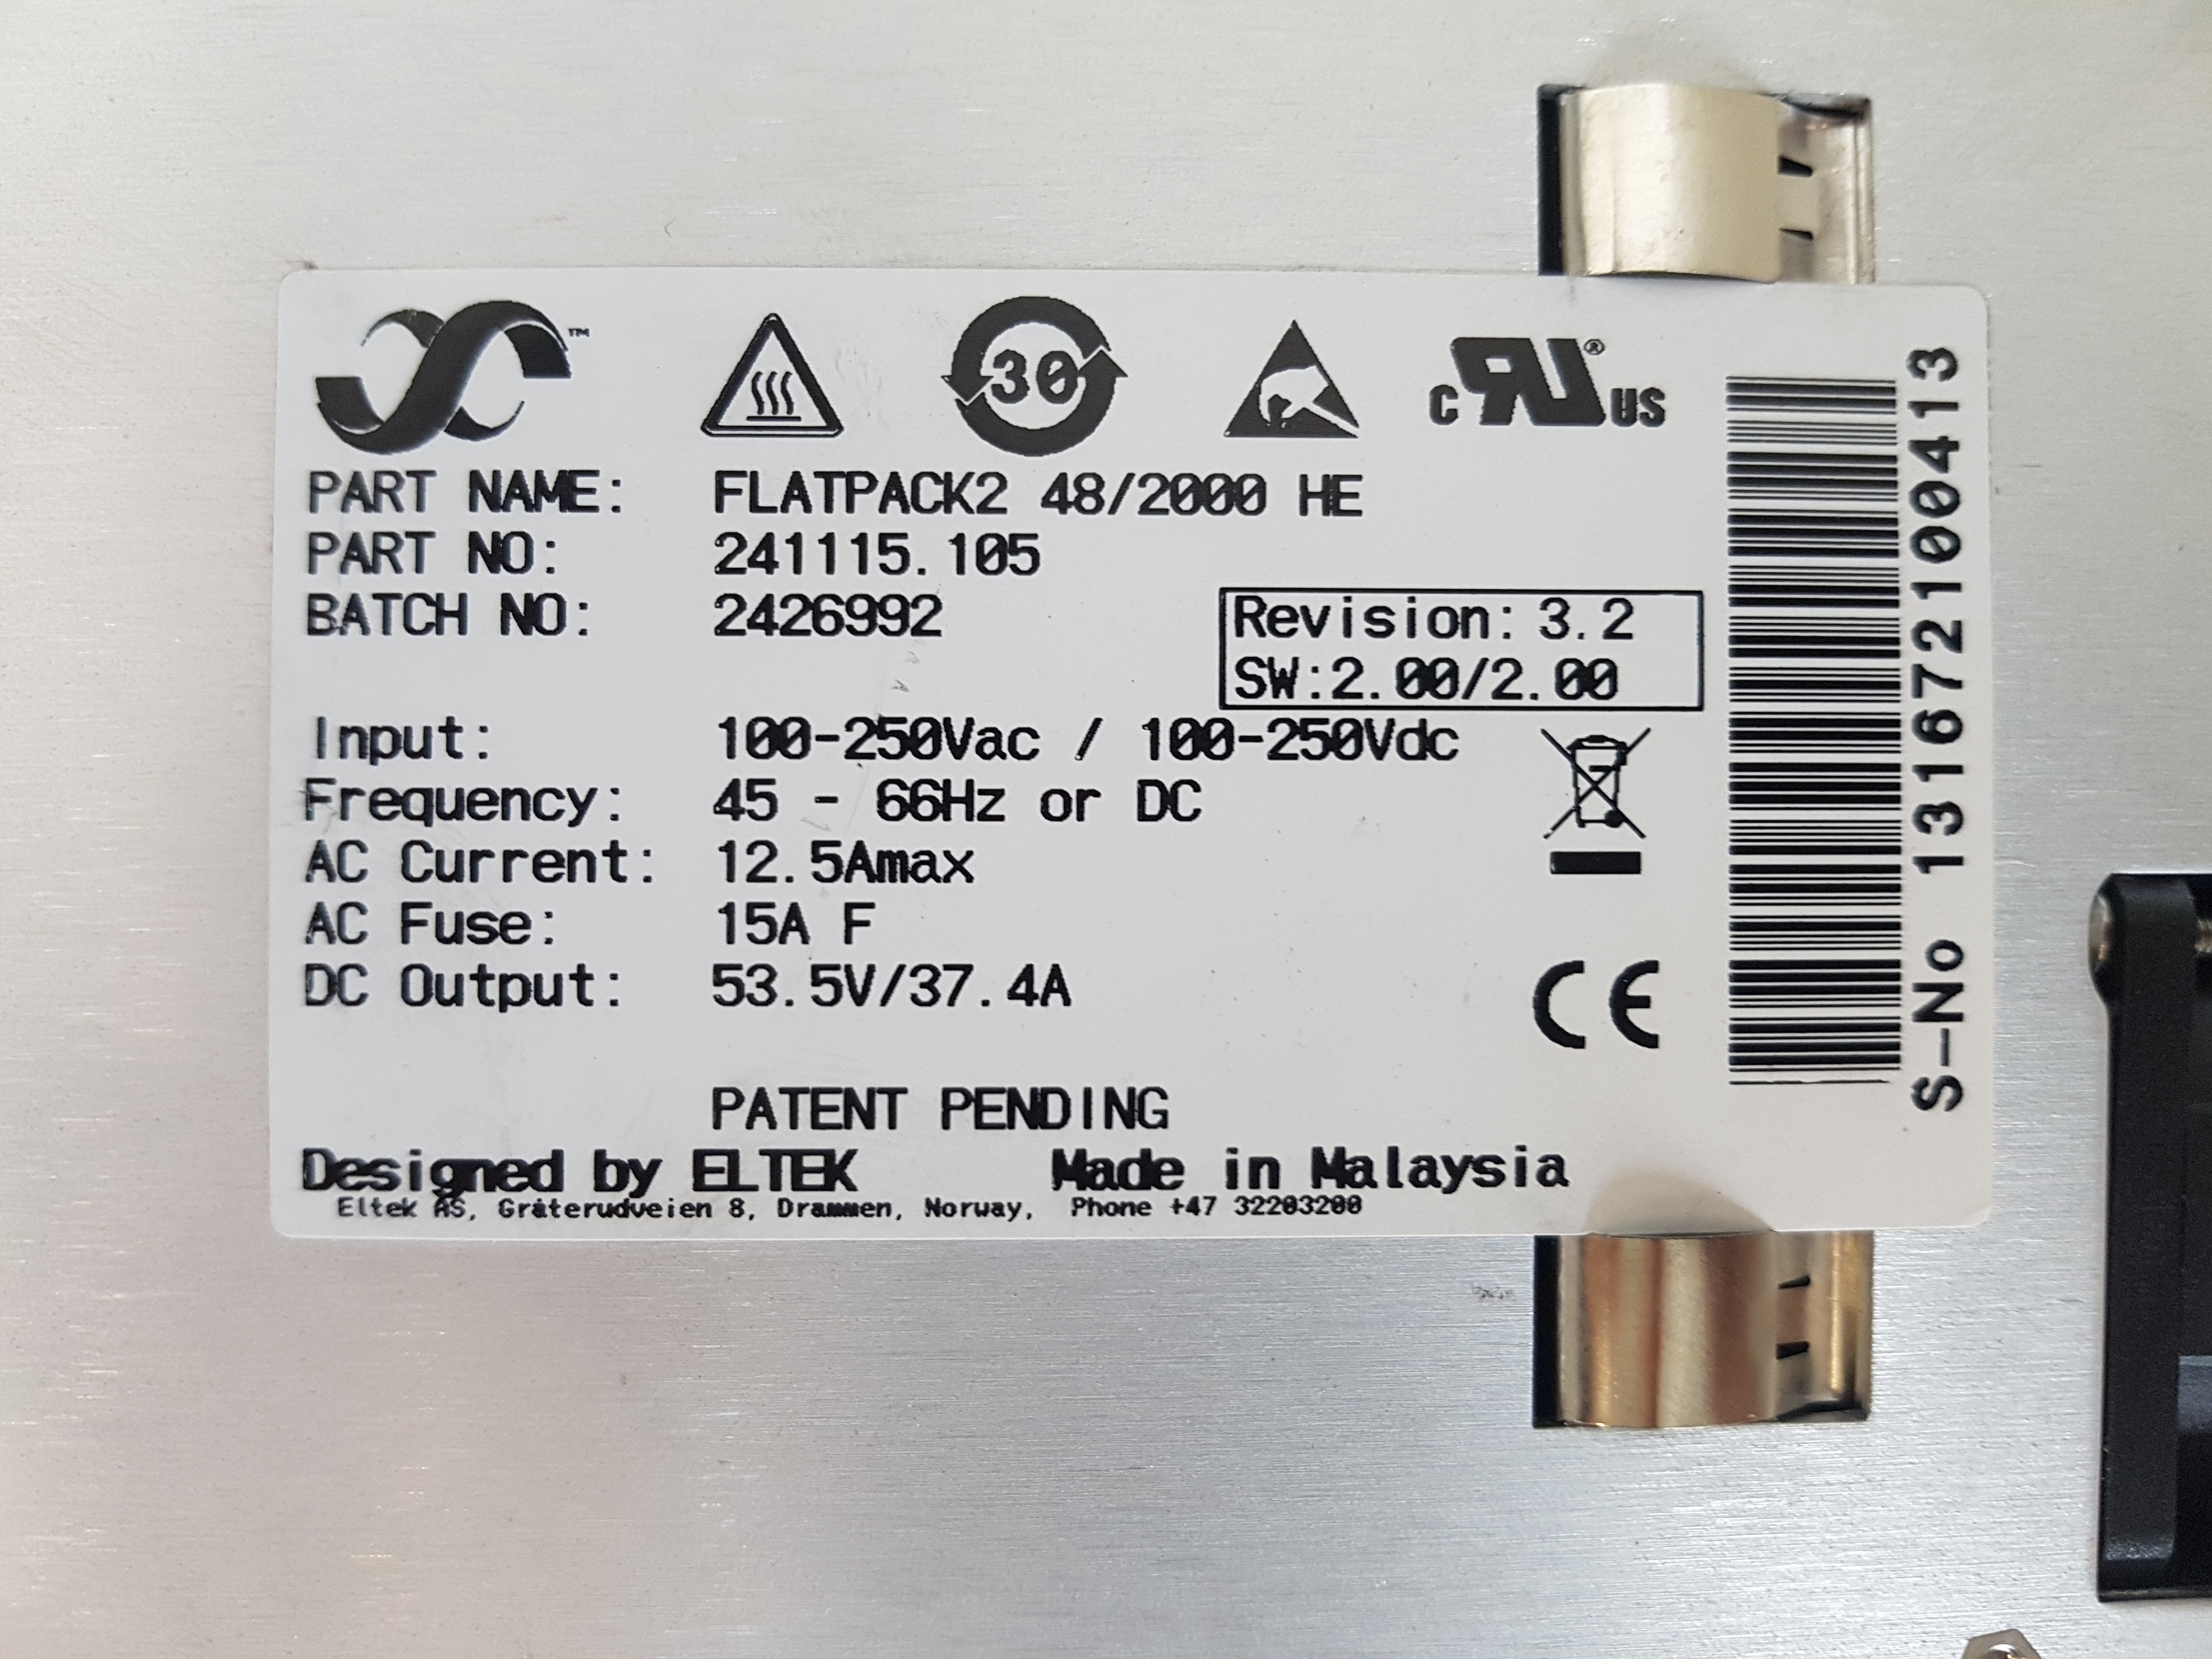 ™
30
c RU ® US
PART NAME: FLATPACK2 48/2000 HE
PART NO: 241115.105
BATCH NO: 2426992
Revision: 3.2
SW:2.00/2.00
Input: 100-250Vac / 100-250Vdc
Frequency: 45 - 66Hz or DC
AC Current: 12.5Amax
AC Fuse: 15A F
DC Output: 53.5V/37.4A
CE
PATENT PENDING
Designed by ELTEK Made in Malaysia
Eltek AS, Gråterudveien 8, Drammen, Norway, Phone +47 32203200
S-No 131672100413